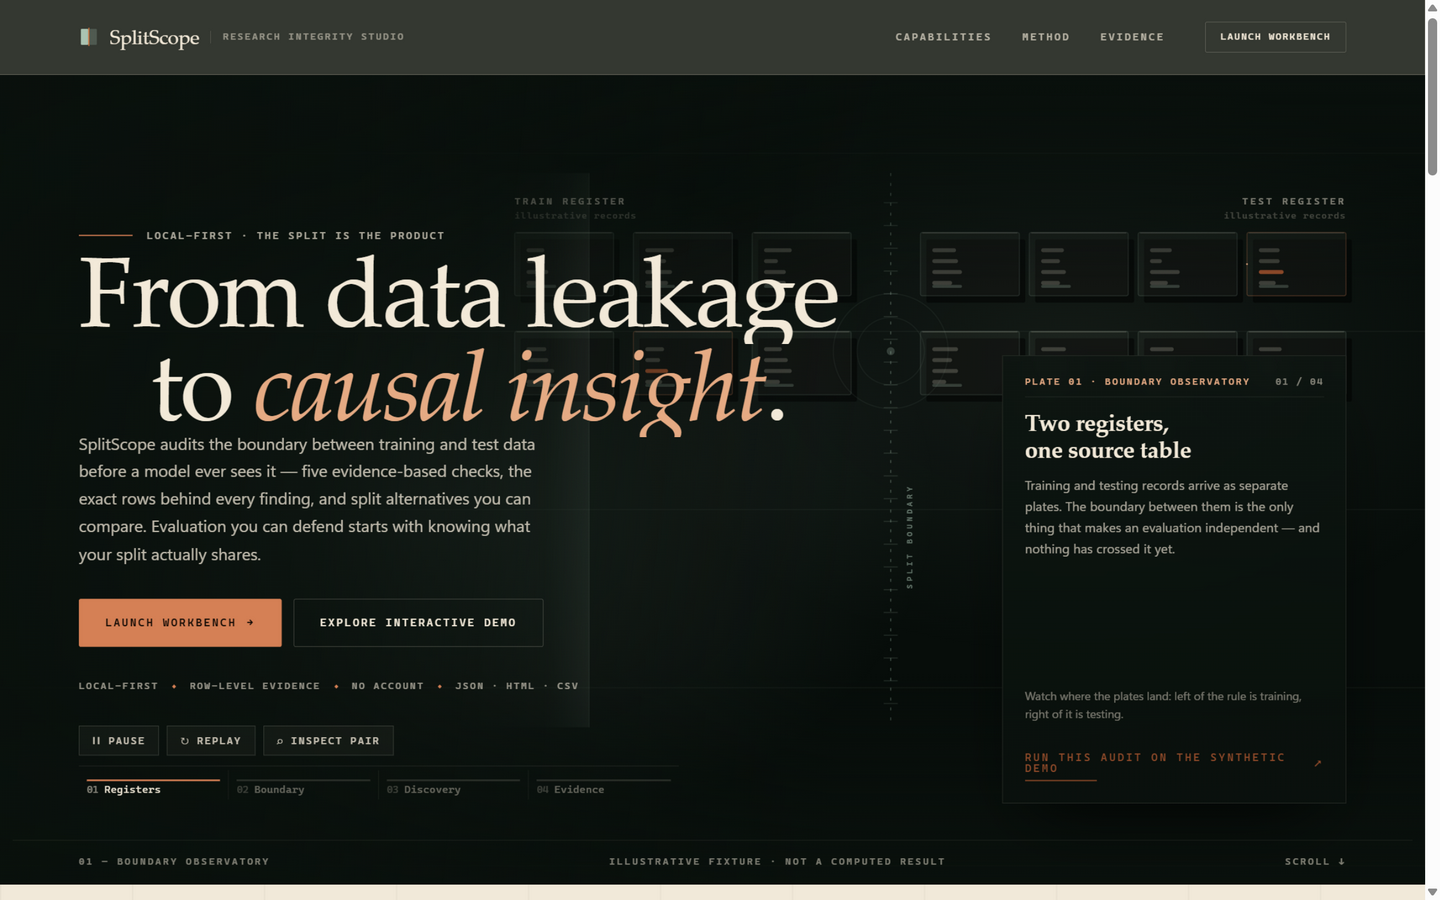 SplitScope
RESEARCH INTEGRITY STUDIO
CAPABILITIES
METHOD
EVIDENCE
LAUNCH WORKBENCH
TRAIN REGISTER
illustrative records
TEST REGISTER
illustrative records
LOCAL-FIRST · THE SPLIT IS THE PRODUCT
From data leakage
to causal insight.
SplitScope audits the boundary between training and test data
before a model ever sees it — five evidence-based checks, the
exact rows behind every finding, and split alternatives you can
compare. Evaluation you can defend starts with knowing what
your split actually shares.
LAUNCH WORKBENCH →
EXPLORE INTERACTIVE DEMO
LOCAL-FIRST • ROW-LEVEL EVIDENCE • NO ACCOUNT • JSON · HTML · CSV
PAUSE
↻ REPLAY
⌕ INSPECT PAIR
01 Registers
02 Boundary
03 Discovery
04 Evidence
SPLIT BOUNDARY
PLATE 01 · BOUNDARY OBSERVATORY
01 / 04
Two registers,
one source table
Training and testing records arrive as separate
plates. The boundary between them is the only
thing that makes an evaluation independent — and
nothing has crossed it yet.
Watch where the plates land: left of the rule is training,
right of it is testing.
RUN THIS AUDIT ON THE SYNTHETIC
DEMO ↗
01 — BOUNDARY OBSERVATORY
ILLUSTRATIVE FIXTURE · NOT A COMPUTED RESULT
SCROLL ↓